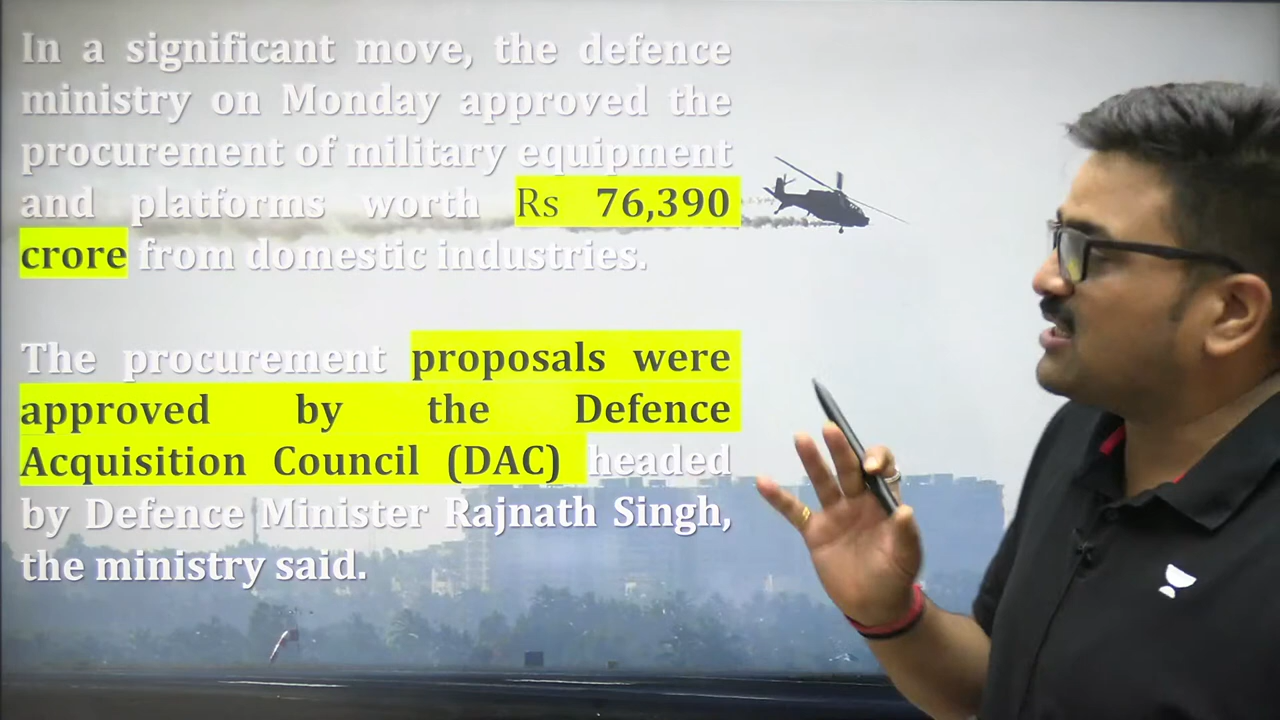 In a significant move, the defence
ministry on Monday approved the
procurement of military equipment
and platforms worth Rs 76,390
crore from domestic industries.
The procurement proposals were
approved by the Defence
Acquisition Council (DAC) headed
by Defence Minister Rajnath Singh,
the ministry said.